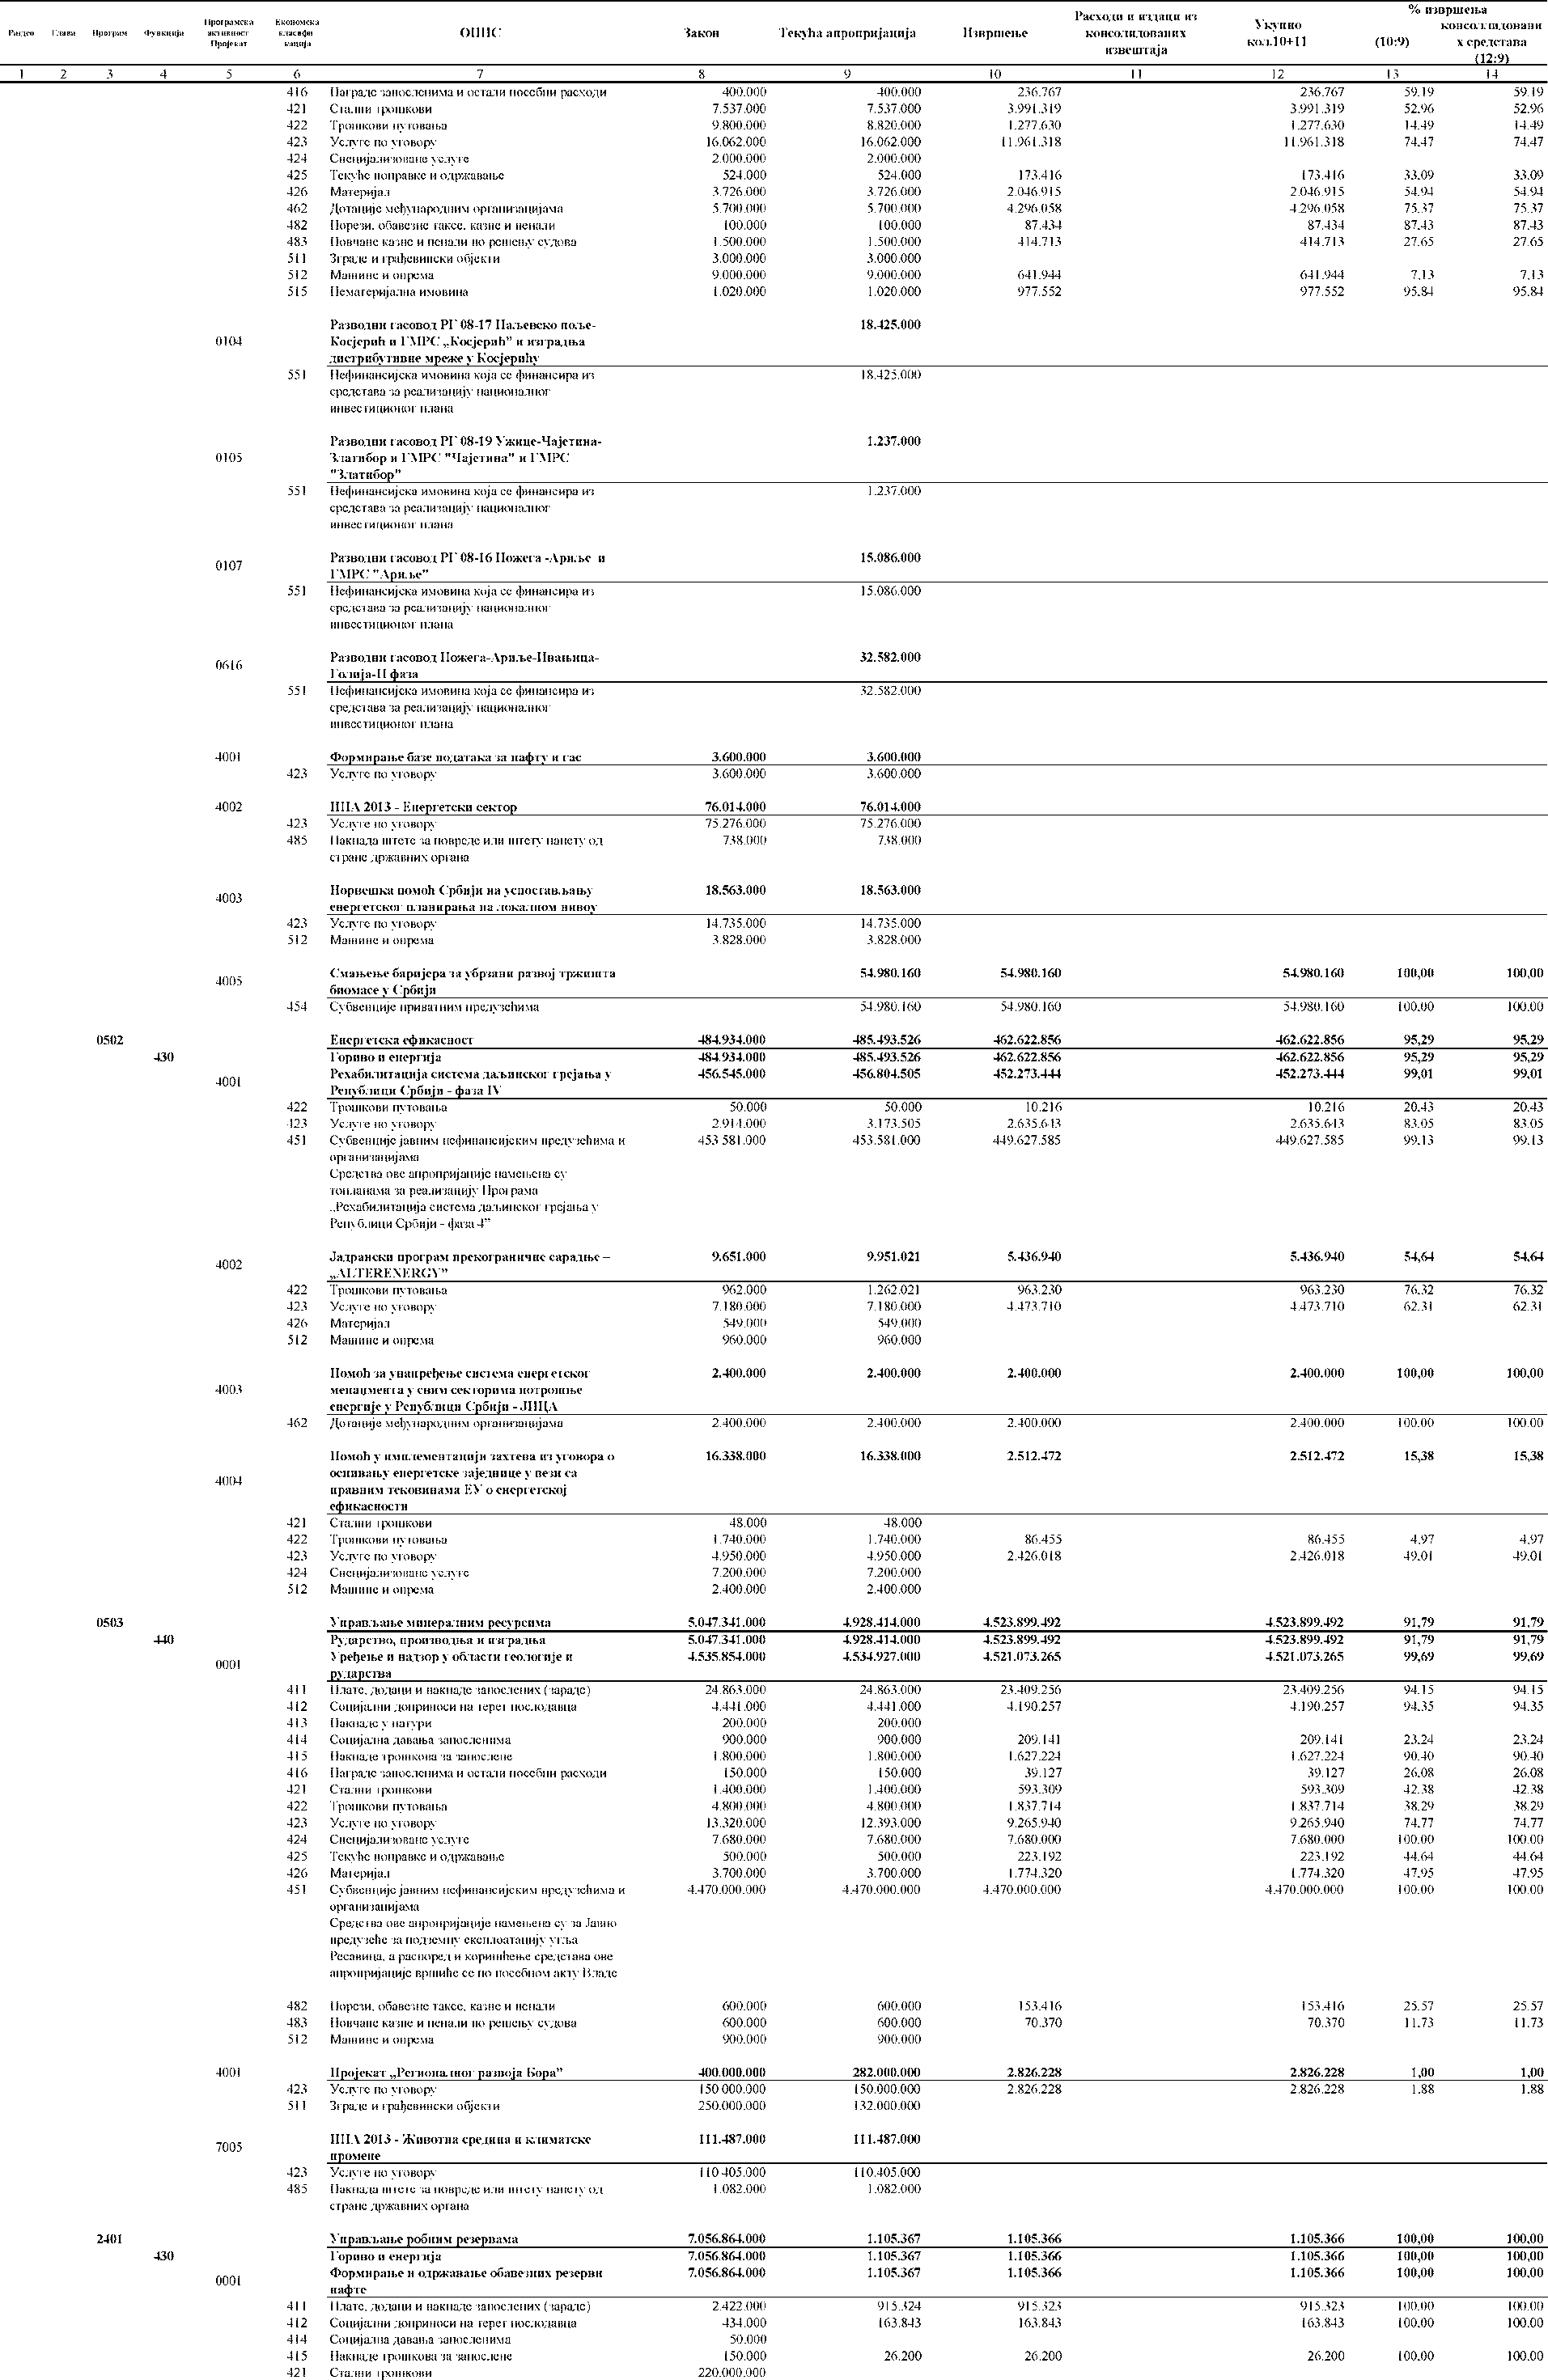 Раздео Глава Програм Функција Програмска активност Пројекат Економска класифи кација ОПИС Закон Текућа апропријација Извршење Расходи и издаци из консолидованих извештаја Укупно кол.10+11 % извршења (10:9) консолидовани х средстава (12:9)
1 2 3 4 5 6 7 8 9 10 11 12 13 14
416 Награде запосленима и остали посебни расходи 400.000 400.000 236.767 236.767 59.19 59.19
421 Стални трошкови 7.537.000 7.537.000 3.991.319 3.991.319 52.96 52.96
422 Трошкови путовања 9.800.000 8.820.000 1.277.630 1.277.630 14.49 14.49
423 Услуге по уговору 16.062.000 16.062.000 11.961.318 11.961.318 74.47 74.47
424 Специјализоване услуге 2.000.000 2.000.000
425 Текуће поправке и одржавање 524.000 524.000 173.416 173.416 33.09 33.09
426 Материјал 3.726.000 3.726.000 2.046.915 2.046.915 54.94 54.94
462 Дотације међународним организацијама 5.700.000 5.700.000 4.296.058 4.296.058 75.37 75.37
482 Порези, обавезне таксе, казне и пенали 100.000 100.000 87.434 87.434 87.43 87.43
483 Новчане казне и пенали по решењу судова 1.500.000 1.500.000 414.713 414.713 27.65 27.65
511 Зграде и грађевински објекти 3.000.000 3.000.000
512 Машине и опрема 9.000.000 9.000.000 641.944 641.944 7.13 7.13
515 Нематеријална имовина 1.020.000 1.020.000 977.552 977.552 95.84 95.84
0104 Разводни гасовод РГ 08-17 Ваљевско поље- 18.425.000
Косјерић и ГМРС „Косјерић” и изградња
дистрибутивне мреже у Косјерићу
551 Нефинансијска имовина која се финансира из 18.425.000
средстава за реализацију националног
инвестиционог плана
0105 Разводни гасовод РГ 08-19 Ужице-Чајетина- 1.237.000
Златибор и ГМРС "Чајетина" и ГМРС
"Златибор"
551 Нефинансијска имовина која се финансира из 1.237.000
средстава за реализацију националног
инвестиционог плана
0107 Разводни гасовод РГ 08-16 Пожега -Ариље и 15.086.000
ГМРС "Ариље"
551 Нефинансијска имовина која се финансира из 15.086.000
средстава за реализацију националног
инвестиционог плана
0616 Разводни гасовод Пожега-Ариље-Ивањица- 32.582.000
Голија-II фаза
551 Нефинансијска имовина која се финансира из 32.582.000
средстава за реализацију националног
инвестиционог плана
4001 Формирање базе података за нафту и гас 3.600.000 3.600.000
423 Услуге по уговору 3.600.000 3.600.000
4002 ИПА 2013 - Енергетски сектор 76.014.000 76.014.000
423 Услуге по уговору 75.276.000 75.276.000
485 Накнада штете за повреде или штету нанету од 738.000 738.000
стране државних органа
4003 Норвешка помоћ Србији на успостављању 18.563.000 18.563.000
енергетског планирања на локалном нивоу
423 Услуге по уговору 14.735.000 14.735.000
512 Машине и опрема 3.828.000 3.828.000
4005 Смањење баријера за убрзани развој тржишта 54.980.160 54.980.160 54.980.160 100,00 100,00
биомасе у Србији
454 Субвенције приватним предузећима 54.980.160 54.980.160 54.980.160 100.00 100.00
0502 Енергетска ефикасност 484.934.000 485.493.526 462.622.856 462.622.856 95,29 95,29
430 Гориво и енергија 484.934.000 485.493.526 462.622.856 462.622.856 95,29 95,29
4001 Рехабилитација система даљинског грејања у 456.545.000 456.804.505 452.273.444 452.273.444 99,01 99,01
Републици Србији - фаза IV
422 Трошкови путовања 50.000 50.000 10.216 10.216 20.43 20.43
423 Услуге по уговору 2.914.000 3.173.505 2.635.643 2.635.643 83.05 83.05
451 Субвенције јавним нефинансијским предузећима и 453.581.000 453.581.000 449.627.585 449.627.585 99.13 99.13
организацијама
Средства ове апропријације намењена су
топланама за реализацију Програма
„Рехабилитација система даљинског грејања у
Републици Србији - фаза 4”
4002 Јадрански програм прекограничне сарадње – 9.651.000 9.951.021 5.436.940 5.436.940 54,64 54,64
„ALTERENERGY”
422 Трошкови путовања 962.000 1.262.021 963.230 963.230 76.32 76.32
423 Услуге по уговору 7.180.000 7.180.000 4.473.710 4.473.710 62.31 62.31
426 Материјал 549.000 549.000
512 Машине и опрема 960.000 960.000
4003 Помоћ за унапређење система енергетског 2.400.000 2.400.000 2.400.000 2.400.000 100,00 100,00
менаџмента у свим секторима потрошње
енергије у Републици Србији - ЈИЦА
462 Дотације међународним организацијама 2.400.000 2.400.000 2.400.000 2.400.000 100.00 100.00
4004 Помоћ у имплементацији захтева из уговора о 16.338.000 16.338.000 2.512.472 2.512.472 15,38 15,38
оснивању енергетске заједнице у вези са
правним тековинама ЕУ о енергетској
ефикасности
421 Стални трошкови 48.000 48.000
422 Трошкови путовања 1.740.000 1.740.000 86.455 86.455 4.97 4.97
423 Услуге по уговору 4.950.000 4.950.000 2.426.018 2.426.018 49.01 49.01
424 Специјализоване услуге 7.200.000 7.200.000
512 Машине и опрема 2.400.000 2.400.000
0503 Управљање минералним ресурсима 5.047.341.000 4.928.414.000 4.523.899.492 4.523.899.492 91,79 91,79
440 Рударство, производња и изградња 5.047.341.000 4.928.414.000 4.523.899.492 4.523.899.492 91,79 91,79
0001 Уређење и надзор у области геологије и 4.535.854.000 4.534.927.000 4.521.073.265 4.521.073.265 99,69 99,69
рударства
411 Плате, додаци и накнаде запослених (зараде) 24.863.000 24.863.000 23.409.256 23.409.256 94.15 94.15
412 Социјални доприноси на терет послодавца 4.441.000 4.441.000 4.190.257 4.190.257 94.35 94.35
413 Накнаде у натури 200.000 200.000
414 Социјална давања запосленима 900.000 900.000 209.141 209.141 23.24 23.24
415 Накнаде трошкова за запослене 1.800.000 1.800.000 1.627.224 1.627.224 90.40 90.40
416 Награде запосленима и остали посебни расходи 150.000 150.000 39.127 39.127 26.08 26.08
421 Стални трошкови 1.400.000 1.400.000 593.309 593.309 42.38 42.38
422 Трошкови путовања 4.800.000 4.800.000 1.837.714 1.837.714 38.29 38.29
423 Услуге по уговору 13.320.000 12.393.000 9.265.940 9.265.940 74.77 74.77
424 Специјализоване услуге 7.680.000 7.680.000 7.680.000 7.680.000 100.00 100.00
425 Текуће поправке и одржавање 500.000 500.000 223.192 223.192 44.64 44.64
426 Материјал 3.700.000 3.700.000 1.774.320 1.774.320 47.95 47.95
451 Субвенције јавним нефинансијским предузећима и 4.470.000.000 4.470.000.000 4.470.000.000 4.470.000.000 100.00 100.00
организацијама
Средства ове апропријације намењена су за Јавно
предузеће за подземну експлоатацију угља
Ресавица, а распоред и коришћење средстава ове
апропријације вршиће се по посебном акту Владе
482 Порези, обавезне таксе, казне и пенали 600.000 600.000 153.416 153.416 25.57 25.57
483 Новчане казне и пенали по решењу судова 600.000 600.000 70.370 70.370 11.73 11.73
512 Машине и опрема 900.000 900.000
4001 Пројекат „Регионалног развоја Бора” 400.000.000 282.000.000 2.826.228 2.826.228 1,00 1,00
423 Услуге по уговору 150.000.000 150.000.000 2.826.228 2.826.228 1.88 1.88
511 Зграде и грађевински објекти 250.000.000 132.000.000
7005 ИПА 2013 - Животна средина и климатске 111.487.000 111.487.000
промене
423 Услуге по уговору 110.405.000 110.405.000
485 Накнада штете за повреде или штету нанету од 1.082.000 1.082.000
стране државних органа
2401 Управљање робним резервама 7.056.864.000 1.105.367 1.105.366 1.105.366 100,00 100,00
430 Гориво и енергија 7.056.864.000 1.105.367 1.105.366 1.105.366 100,00 100,00
0001 Формирање и одржавање обавезних резерви 7.056.864.000 1.105.367 1.105.366 1.105.366 100,00 100,00
нафте
411 Плате, додаци и накнаде запослених (зараде) 2.422.000 915.324 915.323 915.323 100.00 100.00
412 Социјални доприноси на терет послодавца 434.000 163.843 163.843 163.843 100.00 100.00
414 Социјална давања запосленима 50.000
415 Накнаде трошкова за запослене 150.000 26.200 26.200 26.200 100.00 100.00
421 Стални трошкови 220.000.000